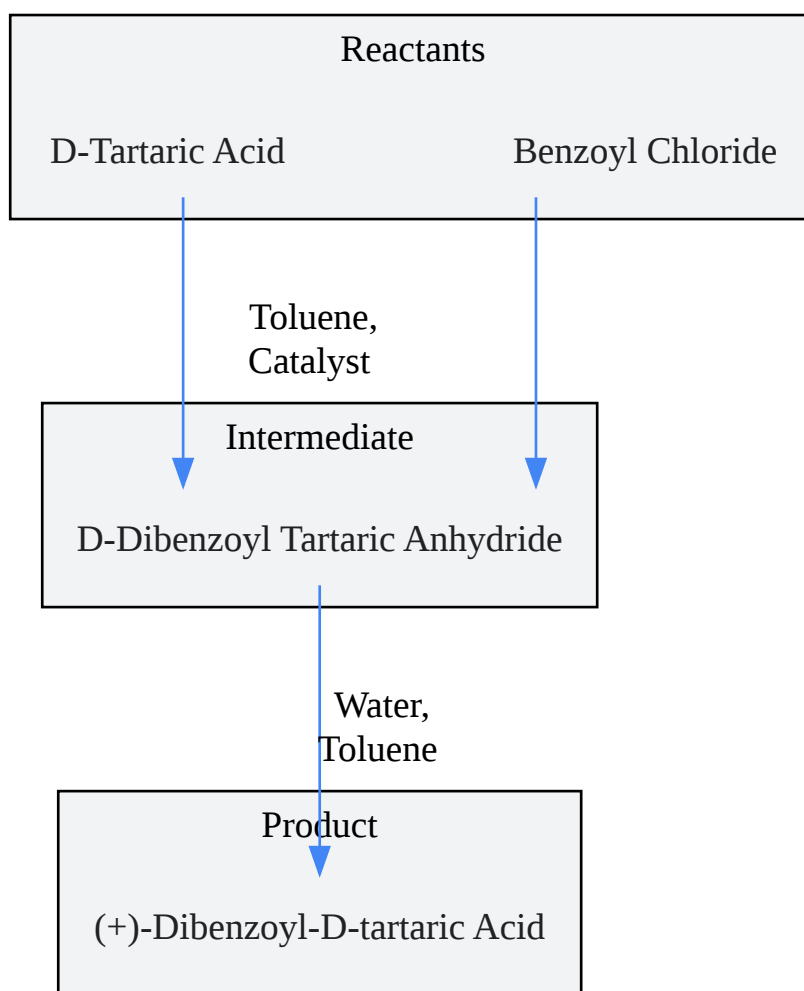 Reactants
D-Tartaric Acid
Benzoyl Chloride
Toluene,
Catalyst
Intermediate
D-Dibenzoyl Tartaric Anhydride
Water,
Toluene
Product
(+)-Dibenzoyl-D-tartaric Acid